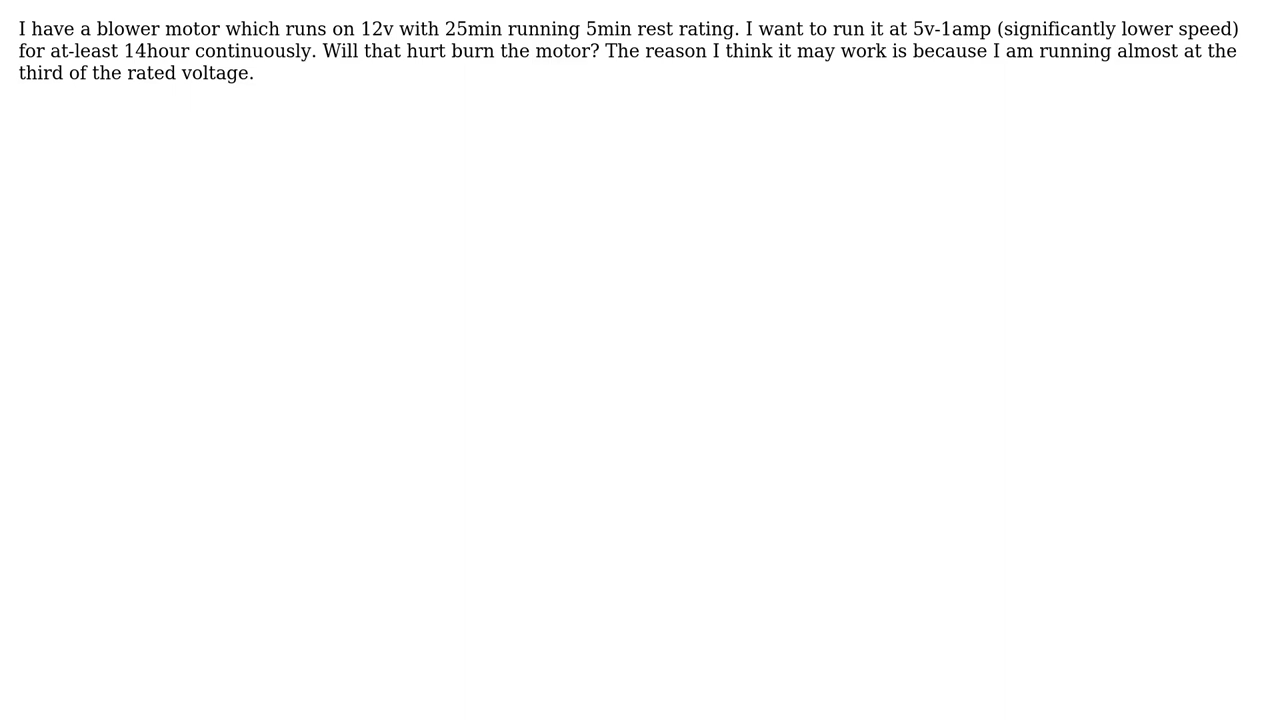 I have a blower motor which runs on 12v with 25min running 5min rest rating. I want to run it at 5v-1amp (significantly lower speed)
for at-least 14hour continuously. Will that hurt burn the motor? The reason I think it may work is because I am running almost at the
third of the rated voltage.